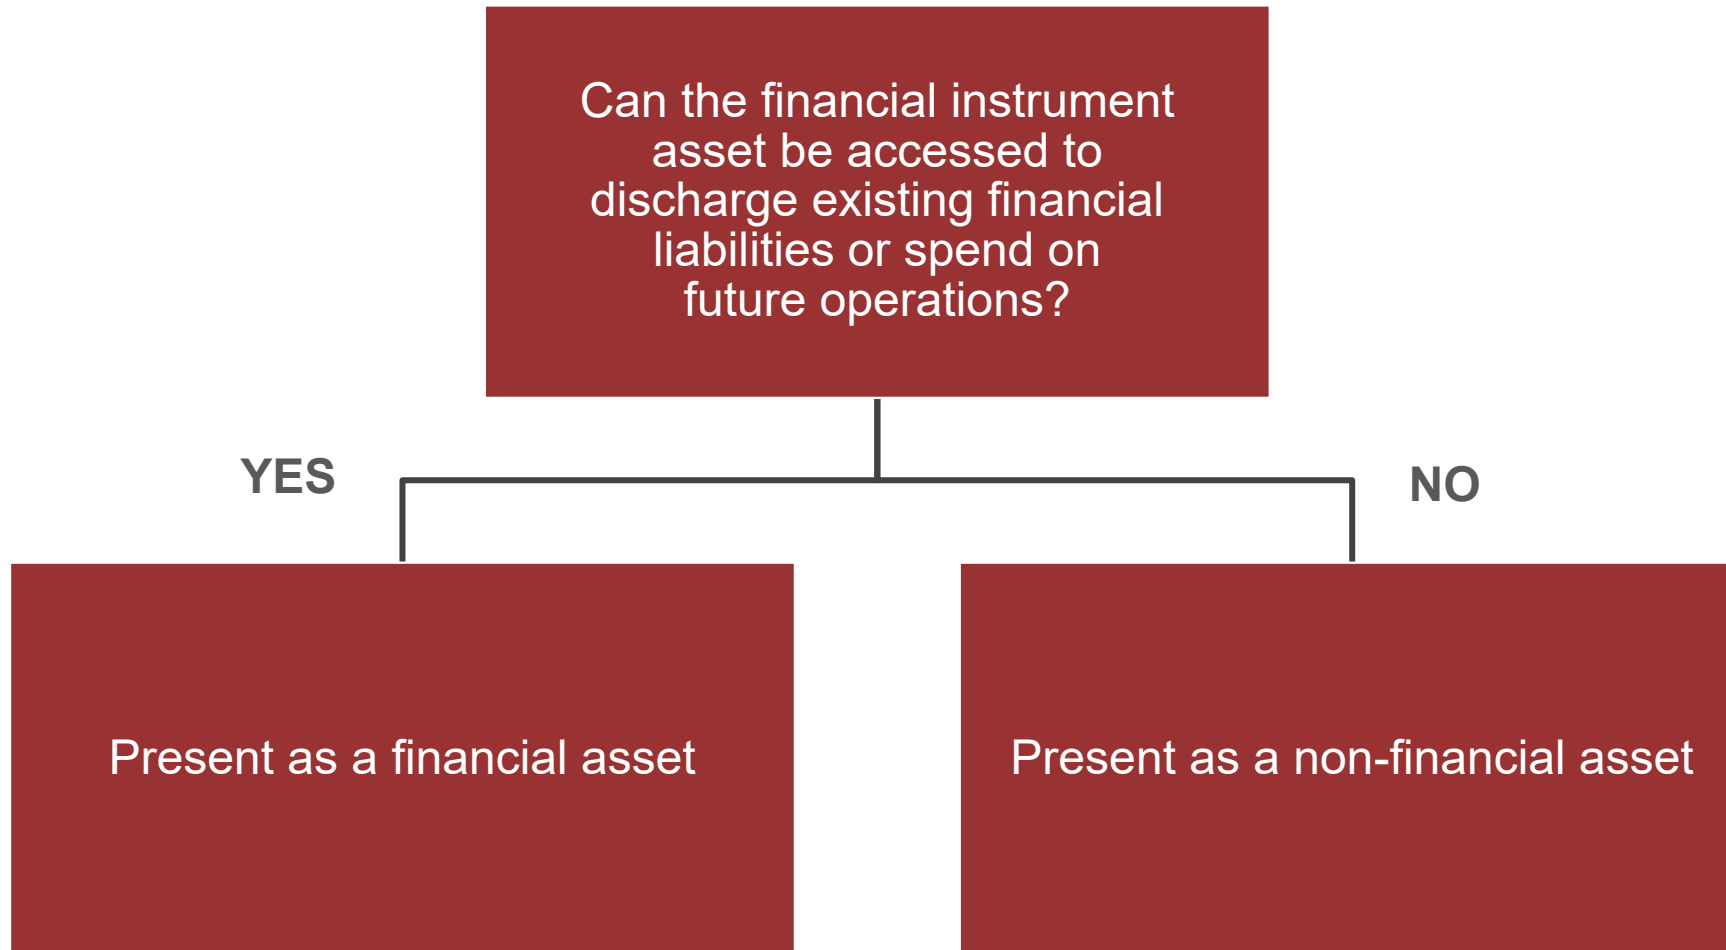 Can the financial instrument
asset be accessed to
discharge existing financial
liabilities or spend on
future operations?
YES
NO
Present as a financial asset
Present as a non-financial asset